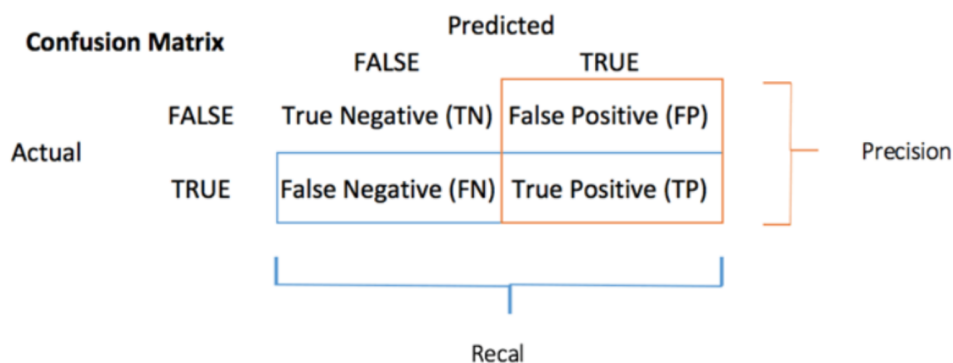 Predicted
Confusion Matrix
FALSE TRUE
FALSE True Negative (TN) False Positive (FP)
Actual Precision
TRUE False Negative (FN) True Positive (TP)
Recal